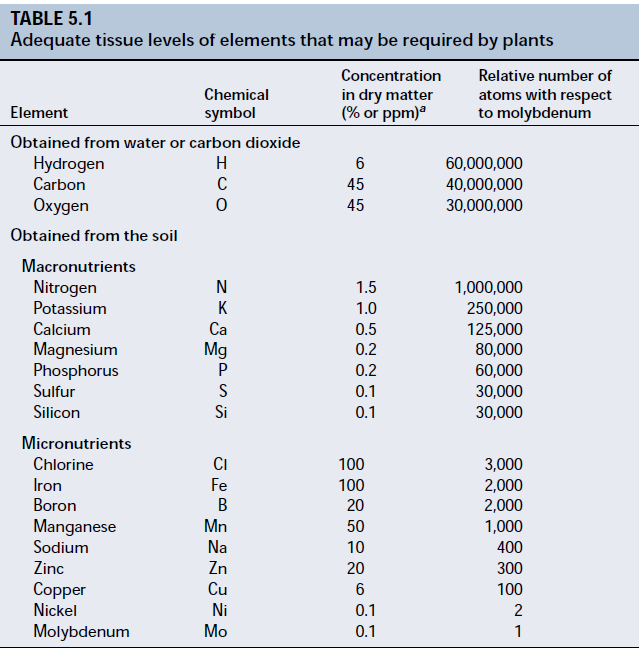 TABLE 5.1
Adequate tissue levels of elements that may be required by plants
Element Chemical symbol Concentration in dry matter (% or ppm)a Relative number of atoms with respect to molybdenum
Obtained from water or carbon dioxide
Hydrogen H 6 60,000,000
Carbon C 45 40,000,000
Oxygen O 45 30,000,000
Obtained from the soil
Macronutrients
Nitrogen N 1.5 1,000,000
Potassium K 1.0 250,000
Calcium Ca 0.5 125,000
Magnesium Mg 0.2 80,000
Phosphorus P 0.2 60,000
Sulfur S 0.1 30,000
Silicon Si 0.1 30,000
Micronutrients
Chlorine Cl 100 3,000
Iron Fe 100 2,000
Boron B 20 2,000
Manganese Mn 50 1,000
Sodium Na 10 400
Zinc Zn 20 300
Copper Cu 6 100
Nickel Ni 0.1 2
Molybdenum Mo 0.1 1